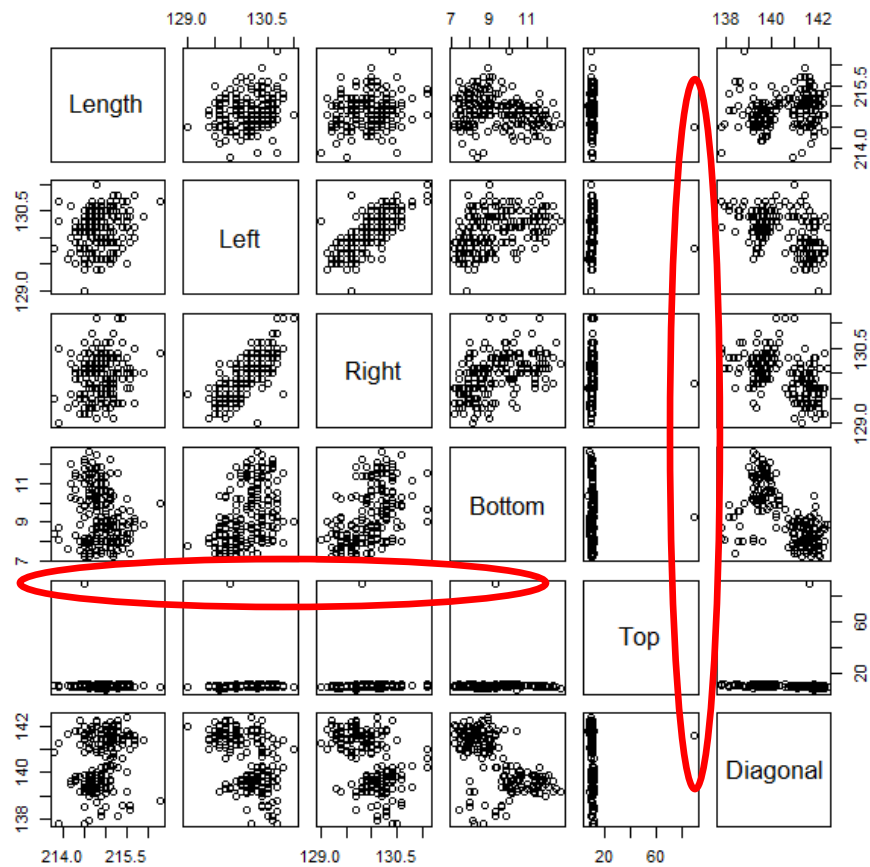 129.0 130.5 7 9 11 138 140 142
Length 214.0 215.5
129.0 130.5 Left
Right 129.0 130.5
7 9 11 Bottom
Top 20 60
138 140 142 Diagonal
214.0 215.5 129.0 130.5 20 60